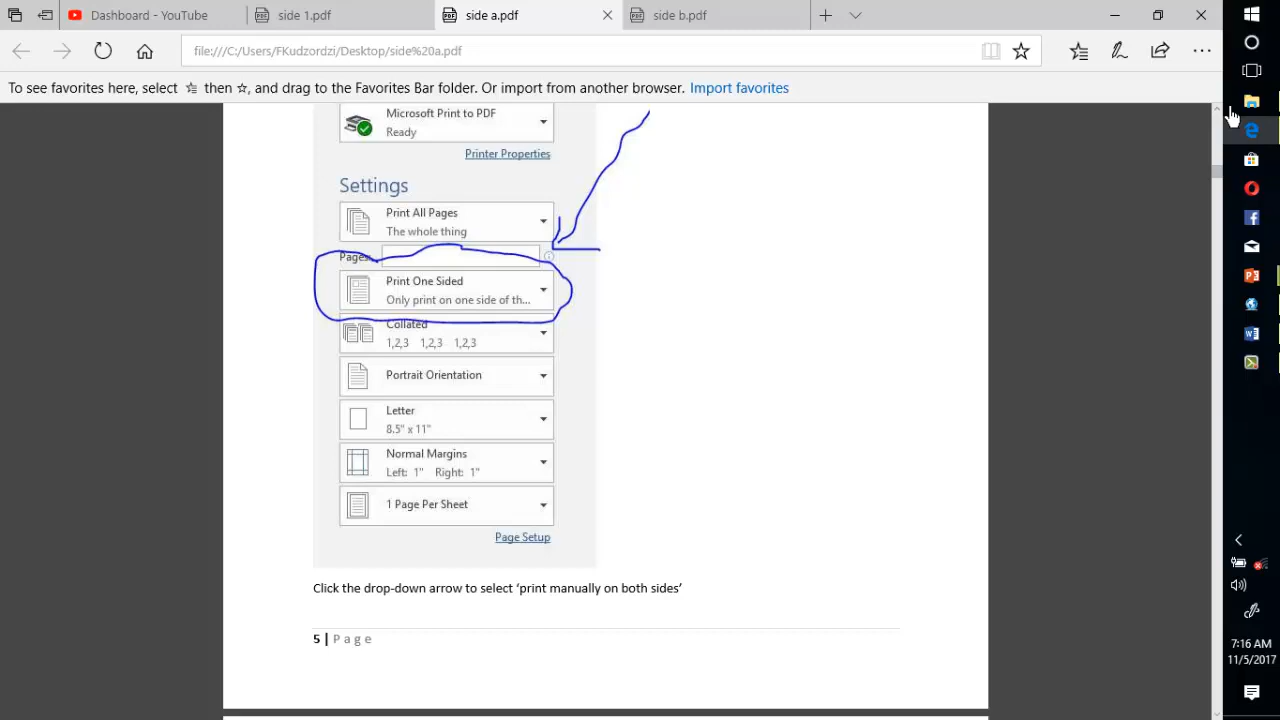 Dashboard - YouTube
side 1.pdf
side a.pdf
side b.pdf
file:///C:/Users/FKudzordzi/Desktop/side%20a.pdf
To see favorites here, select then , and drag to the Favorites Bar folder. Or import from another browser. Import favorites
Microsoft Print to PDF
Ready
Printer Properties
Settings
Print All Pages
The whole thing
Pages:
Print One Sided
Only print on one side of th...
Collated
1,2,3 1,2,3 1,2,3
Portrait Orientation
Letter
8.5" x 11"
Normal Margins
Left: 1" Right: 1"
1 Page Per Sheet
Page Setup
Click the drop-down arrow to select ‘print manually on both sides’
5 | Page
7:16 AM
11/5/2017